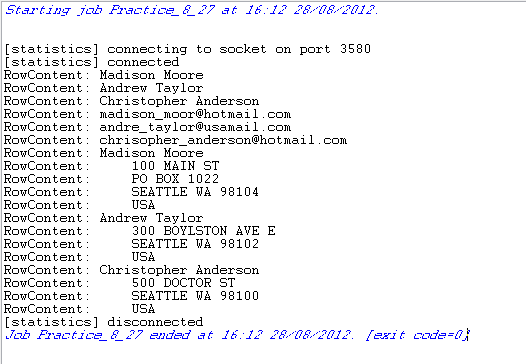 Starting job Practice_8_27 at 16:12 28/08/2012.
[statistics] connecting to socket on port 3580
[statistics] connected
RowContent: Madison Moore
RowContent: Andrew Taylor
RowContent: Christopher Anderson
RowContent: madison_moor@hotmail.com
RowContent: andre_taylor@usamail.com
RowContent: chrisopher_anderson@hotmail.com
RowContent: Madison Moore
RowContent:     100 MAIN ST
RowContent:     PO BOX 1022
RowContent:     SEATTLE WA 98104
RowContent:     USA
RowContent: Andrew Taylor
RowContent:     300 BOYLSTON AVE E
RowContent:     SEATTLE WA 98102
RowContent:     USA
RowContent: Christopher Anderson
RowContent:     500 DOCTOR ST
RowContent:     SEATTLE WA 98100
RowContent:     USA
[statistics] disconnected
Job Practice_8_27 ended at 16:12 28/08/2012. [exit code=0]